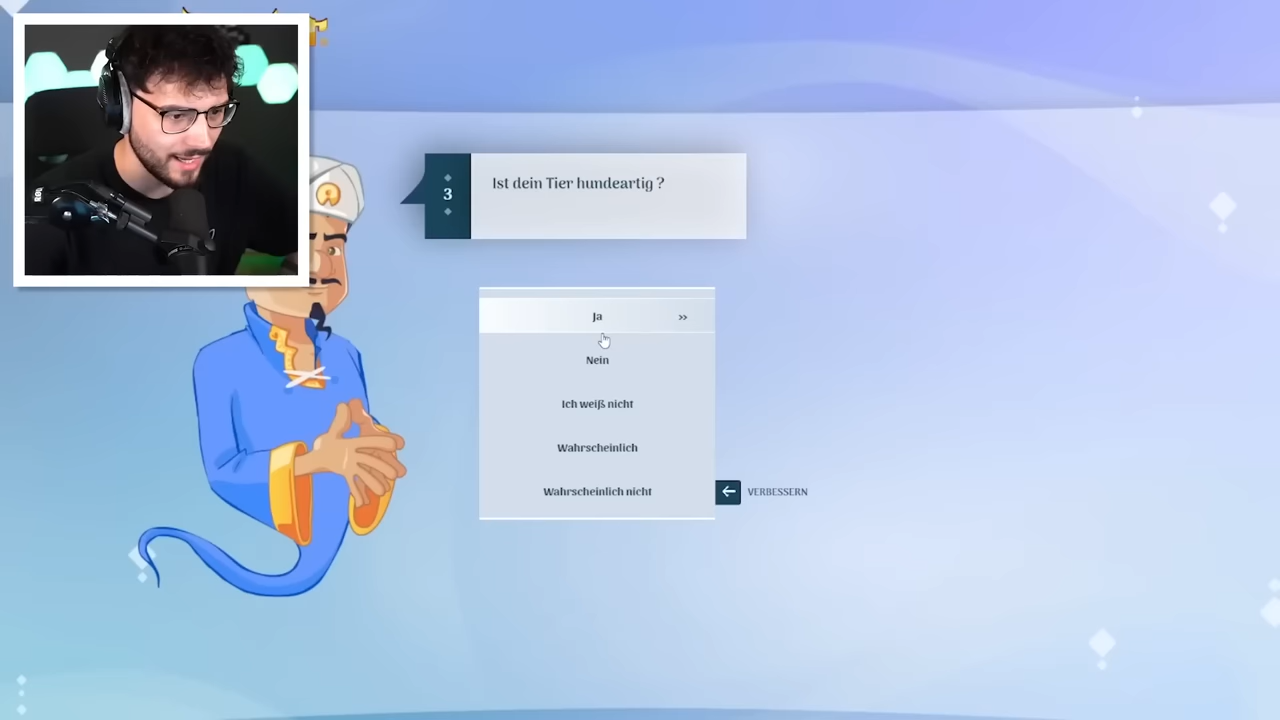 3
Ist dein Tier hundeartig ?
Ja
Nein
Ich weiß nicht
Wahrscheinlich
Wahrscheinlich nicht
VERBESSERN